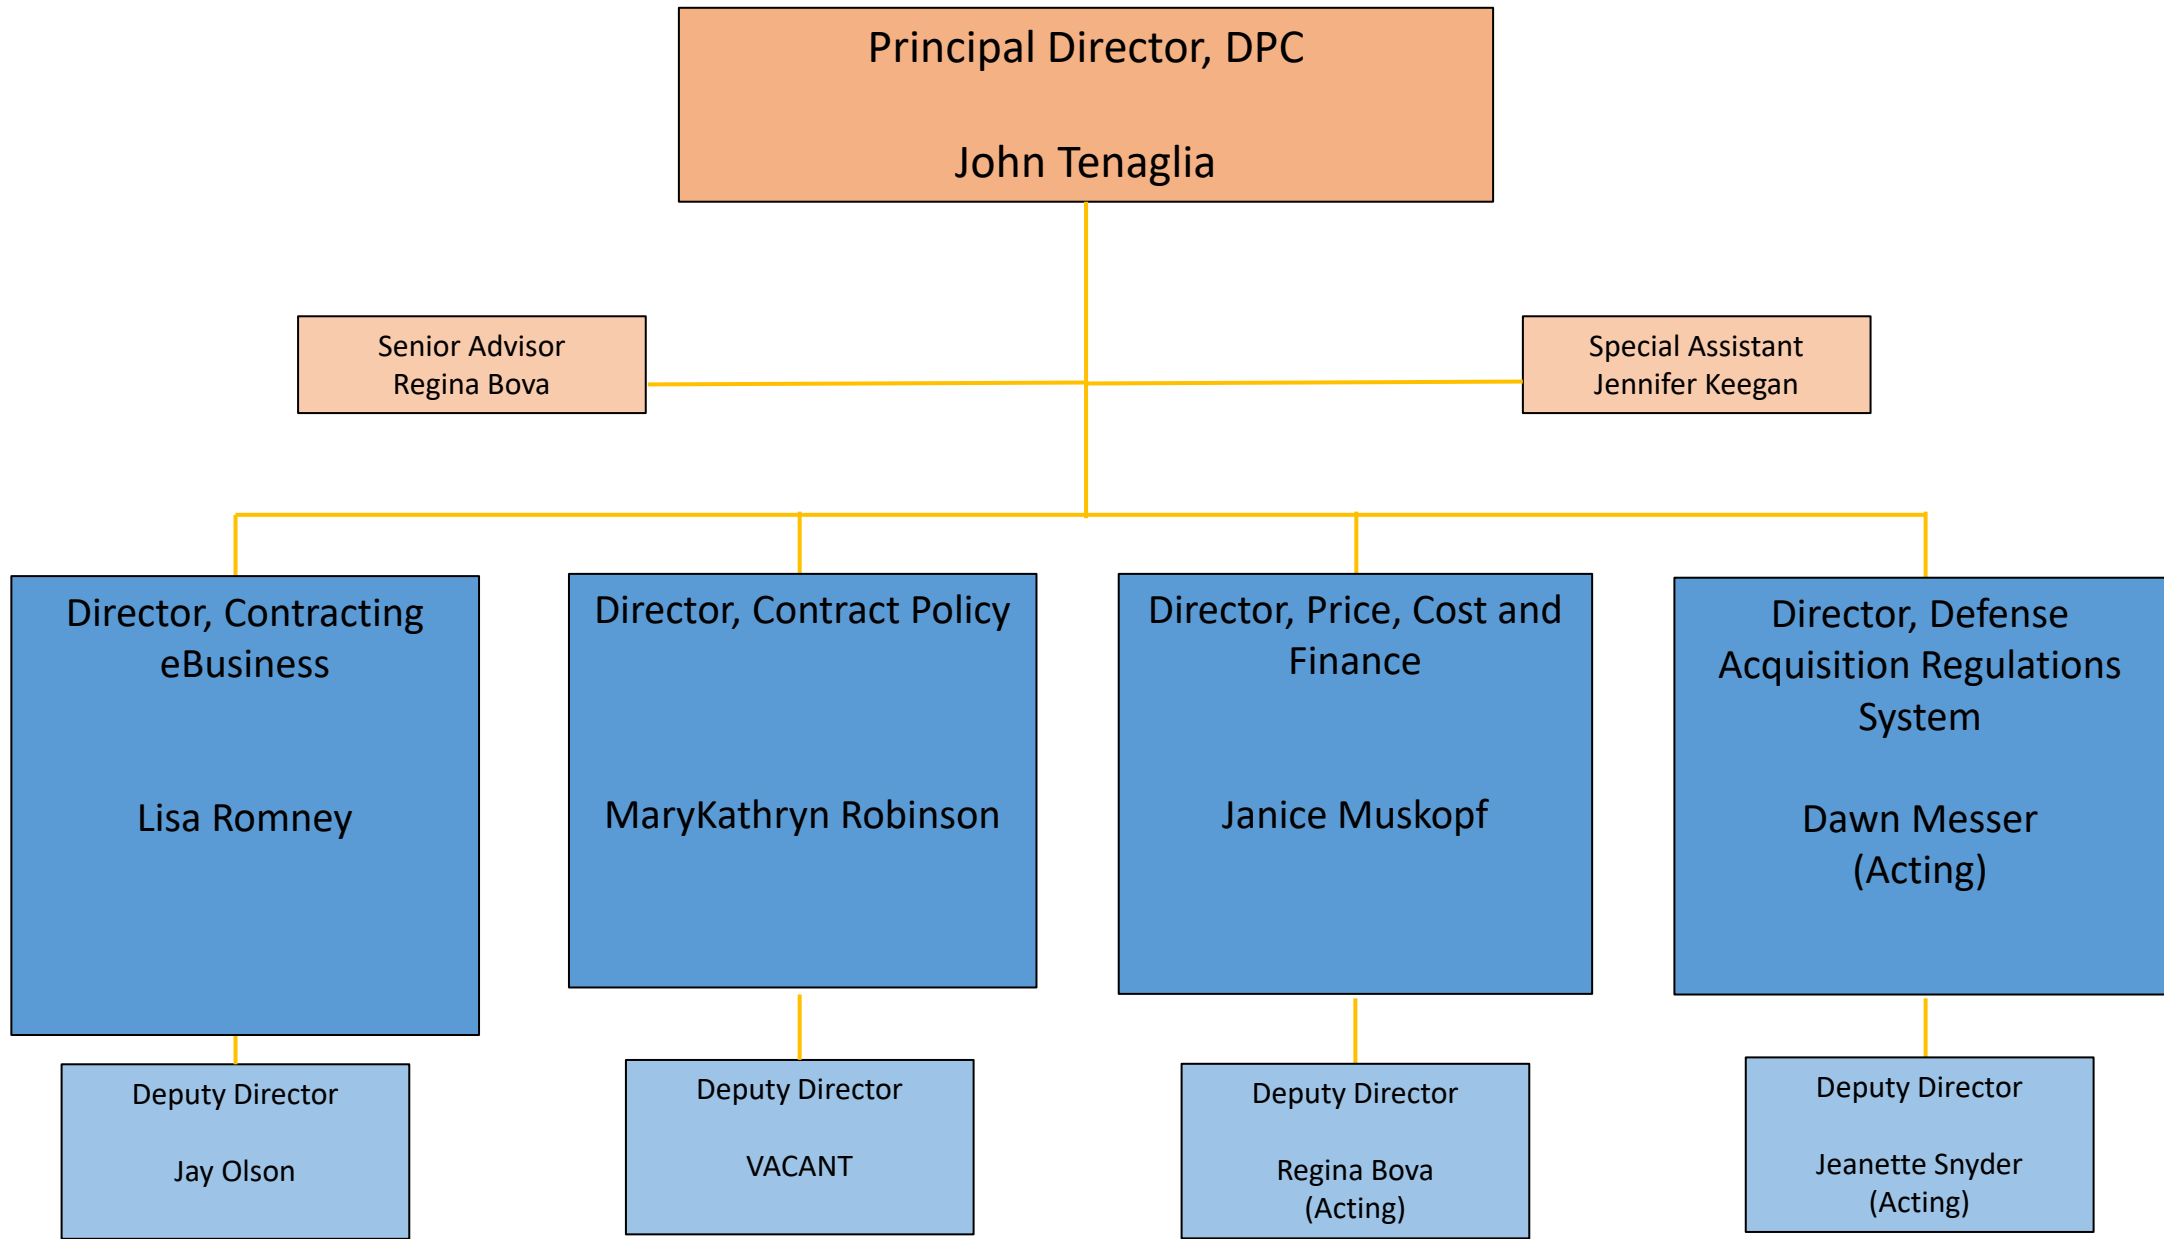 Principal Director, DPC
John Tenaglia
Senior Advisor
Regina Bova
Special Assistant
Jennifer Keegan
Director, Contracting
eBusiness
Lisa Romney
Director, Contract Policy
MaryKathryn Robinson
Director, Price, Cost and
Finance
Janice Muskopf
Director, Defense
Acquisition Regulations
System
Dawn Messer
(Acting)
Deputy Director
Jay Olson
Deputy Director
VACANT
Deputy Director
Regina Bova
(Acting)
Deputy Director
Jeanette Snyder
(Acting)